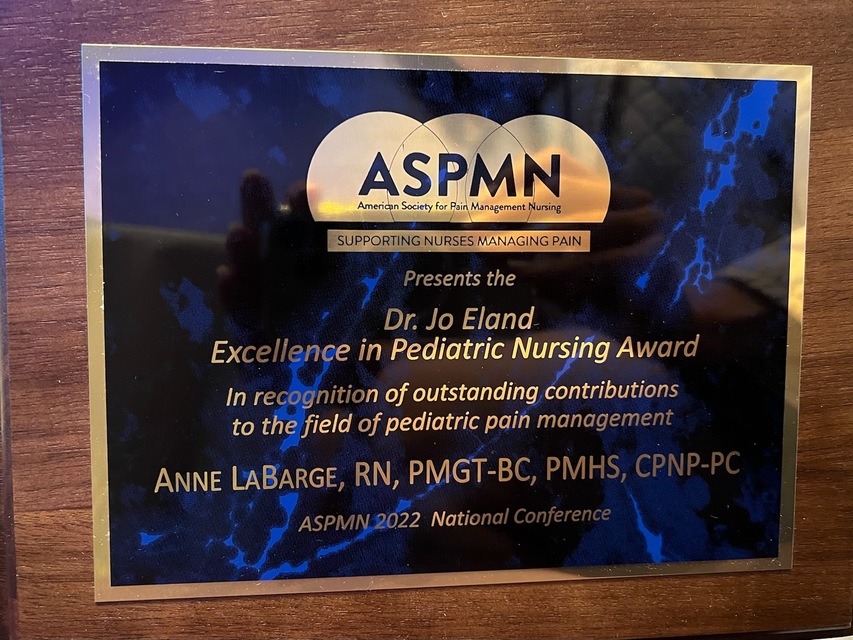 ASPMN
American Society for Pain Management Nursing
SUPPORTING NURSES MANAGING PAIN
Presents the
Dr. Jo Eland
Excellence in Pediatric Nursing Award
In recognition of outstanding contributions
to the field of pediatric pain management
ANNE LABARGE, RN, PMGT-BC, PMHS, CPNP-PC
ASPMN 2022 National Conference